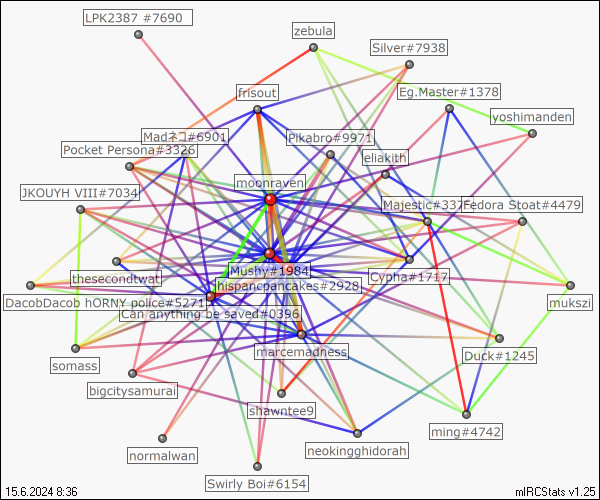 LPK2387 #7690
zebula
Silver#7938
frisout
Eg.Master#1378
yoshimanden
Madネコ#6901
Pikabro#9971
Pocket Persona#3326
eliakith
moonraven
JKOUYH VIII#7034
Majestic#337
Fedora Stoat#4479
Mushy#1984
thesecondtwat
Cypha#1717
hispancpancakes#2928
DacobDacob hORNY police#5271
mukszi
Can anything be saved#0396
marcemadness
Duck#1245
somass
bigcitysamurai
shawntee9
ming#4742
neokingghidorah
normalwan
Swirly Boi#6154
15.6.2024 8:36
mIRCStats v1.25